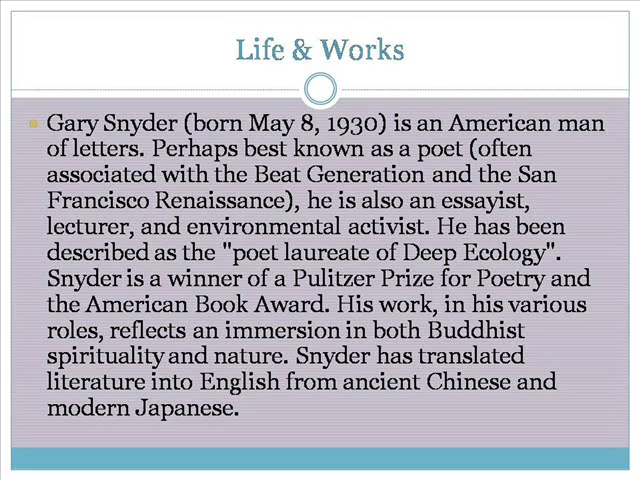 Life & Works
Gary Snyder (born May 8, 1930) is an American man
of letters. Perhaps best known as a poet (often
associated with the Beat Generation and the San
Francisco Renaissance), he is also an essayist,
lecturer, and environmental activist. He has been
described as the "poet laureate of Deep Ecology".
Snyder is a winner of a Pulitzer Prize for Poetry and
the American Book Award. His work, in his various
roles, reflects an immersion in both Buddhist
spirituality and nature. Snyder has translated
literature into English from ancient Chinese and
modern Japanese.